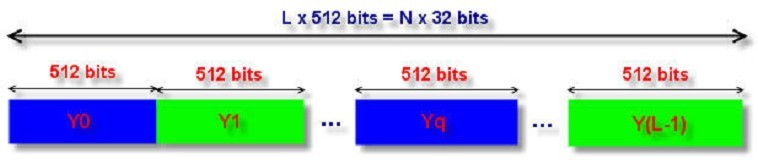 L x 512 bits = N x 32 bits
512 bits 512 bits 512 bits 512 bits
Y0 Y1 ... Yq ... Y(L-1)